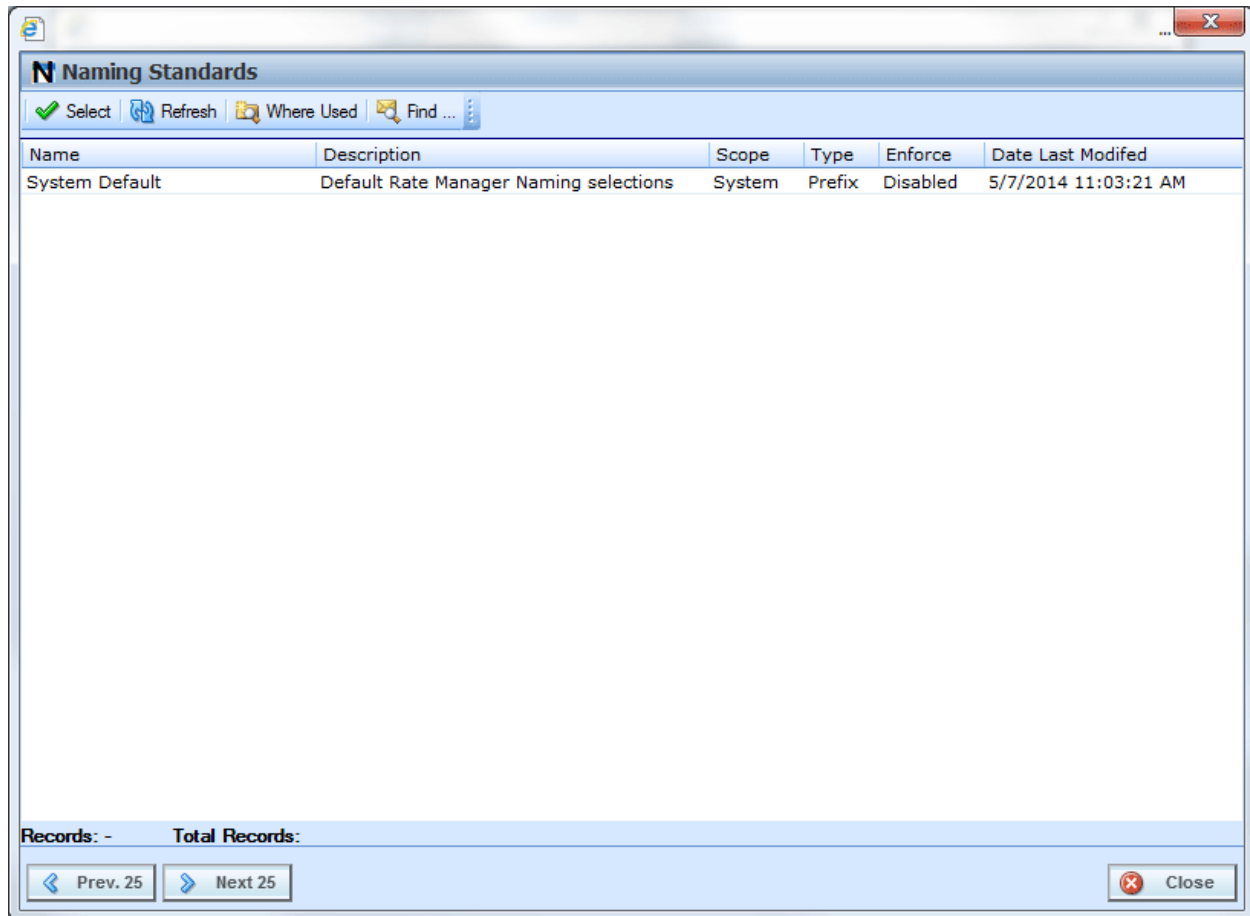 ...
X
N Naming Standards
Select Refresh Where Used Find ...
Name Description Scope Type Enforce Date Last Modifed
System Default Default Rate Manager Naming selections System Prefix Disabled 5/7/2014 11:03:21 AM
Records: - Total Records:
Prev. 25 Next 25 Close